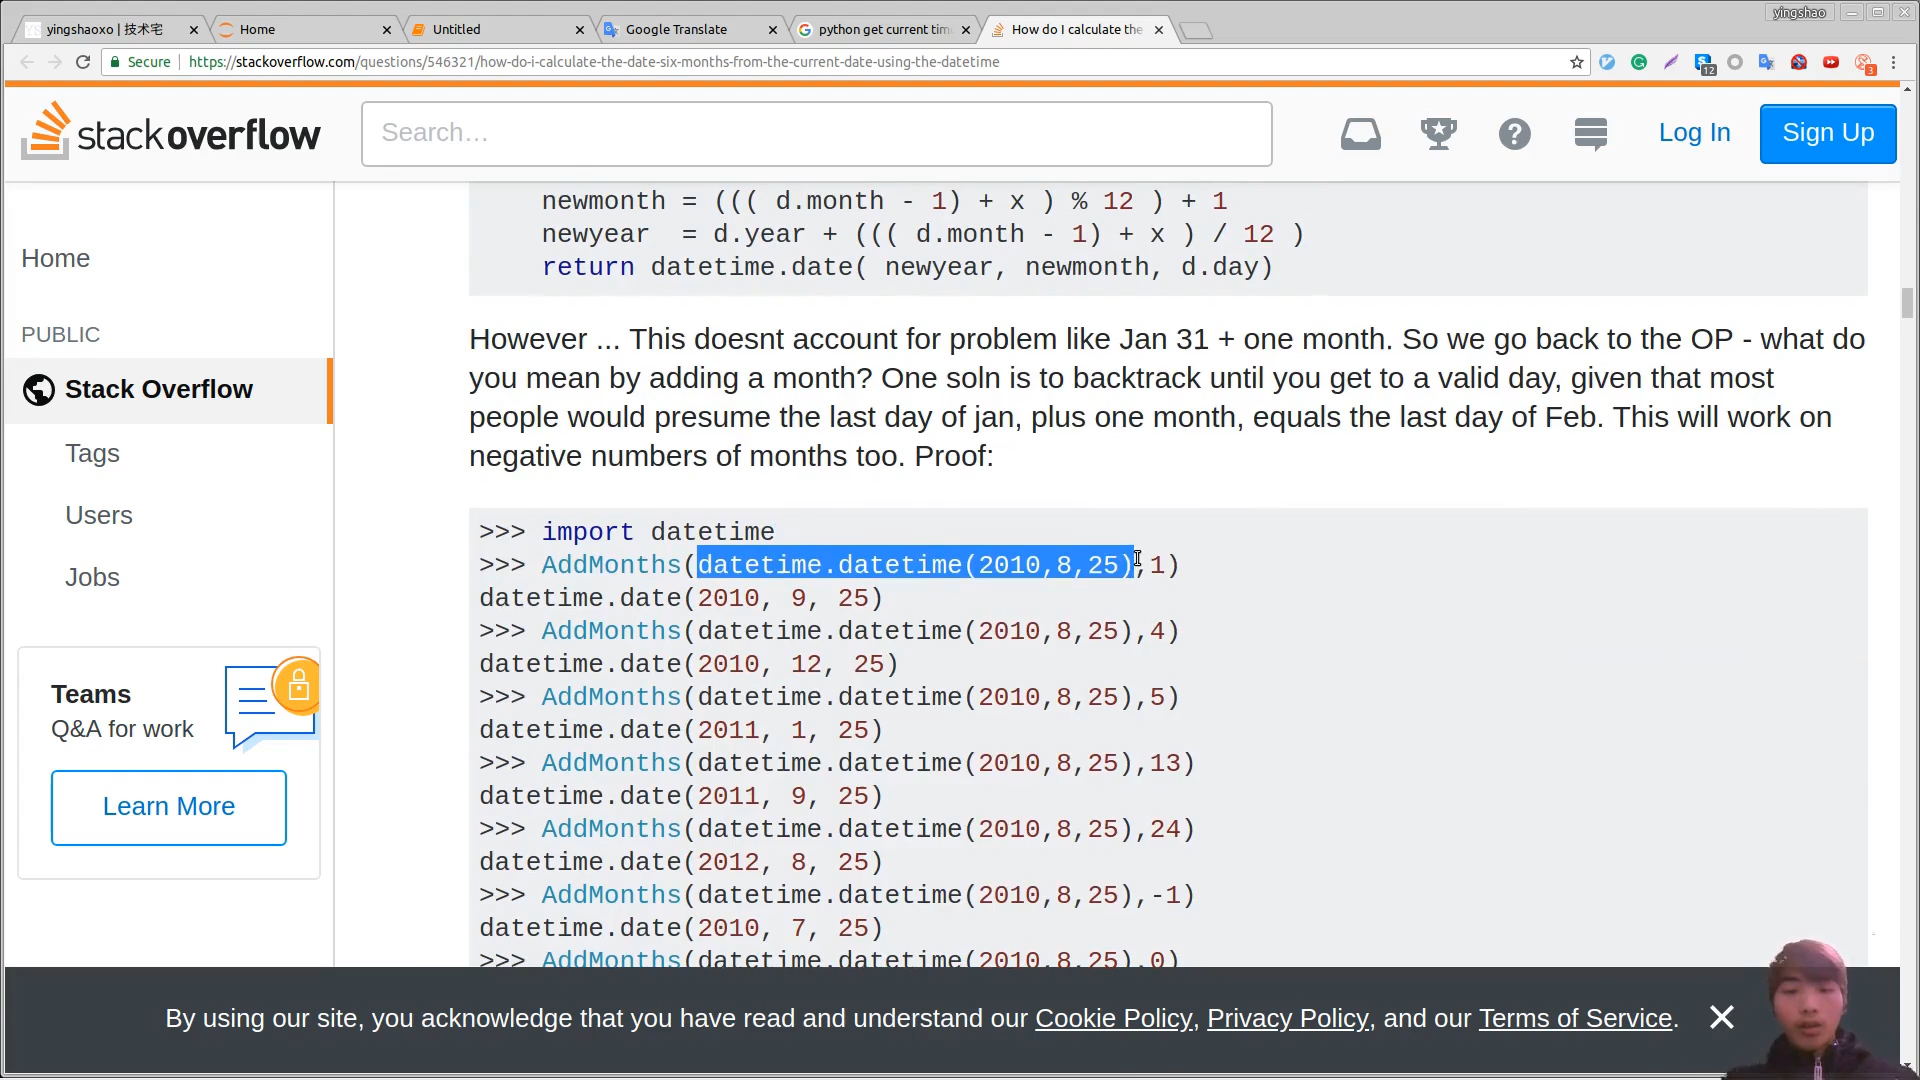 yingshao
yingshaoxo | 技术宅
Home
Untitled
Google Translate
python get current tim
How do I calculate the
Secure
https://stackoverflow.com/questions/546321/how-do-i-calculate-the-date-six-months-from-the-current-date-using-the-datetime
12
3
stackoverflow
Search…
Log In
Sign Up
Home
PUBLIC
Stack Overflow
Tags
Users
Jobs
Teams
Q&A for work
Learn More
newmonth = ((( d.month - 1) + x ) % 12 ) + 1
newyear  = d.year + ((( d.month - 1) + x ) / 12 )
return datetime.date( newyear, newmonth, d.day)
However ... This doesnt account for problem like Jan 31 + one month. So we go back to the OP - what do
you mean by adding a month? One soln is to backtrack until you get to a valid day, given that most
people would presume the last day of jan, plus one month, equals the last day of Feb. This will work on
negative numbers of months too. Proof:
>>> import datetime
>>> AddMonths(datetime.datetime(2010,8,25),1)
datetime.date(2010, 9, 25)
>>> AddMonths(datetime.datetime(2010,8,25),4)
datetime.date(2010, 12, 25)
>>> AddMonths(datetime.datetime(2010,8,25),5)
datetime.date(2011, 1, 25)
>>> AddMonths(datetime.datetime(2010,8,25),13)
datetime.date(2011, 9, 25)
>>> AddMonths(datetime.datetime(2010,8,25),24)
datetime.date(2012, 8, 25)
>>> AddMonths(datetime.datetime(2010,8,25),-1)
datetime.date(2010, 7, 25)
>>> AddMonths(datetime.datetime(2010,8,25),0)
By using our site, you acknowledge that you have read and understand our Cookie Policy, Privacy Policy, and our Terms of Service.